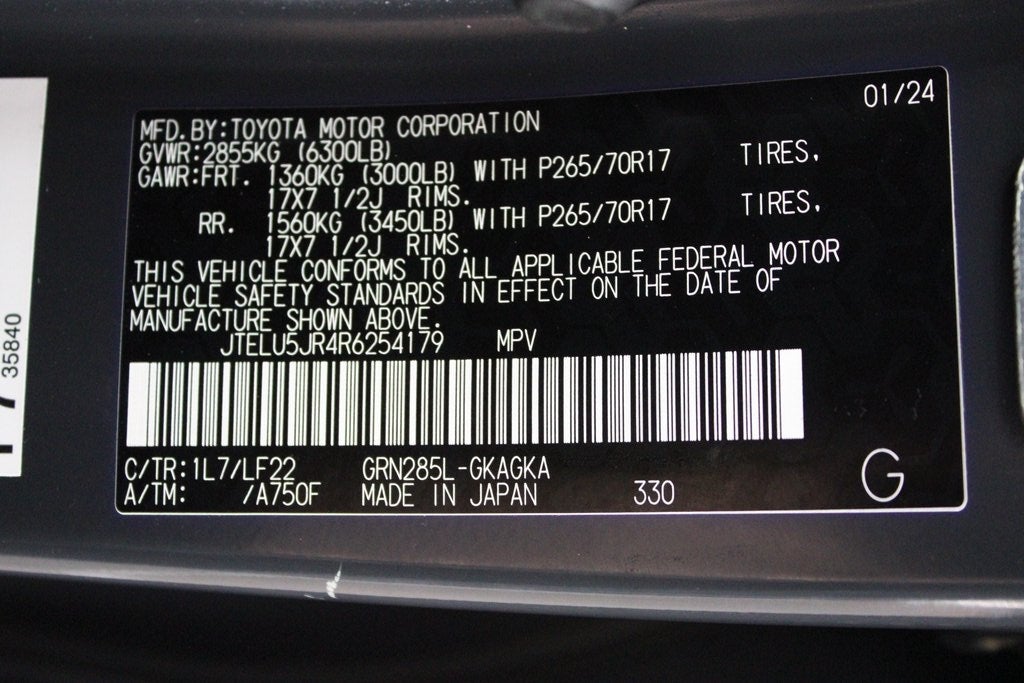 01/24
MFD.BY:TOYOTA MOTOR CORPORATION
GVWR:2855KG (6300LB)
GAWR:FRT. 1360KG (3000LB) WITH P265/70R17 TIRES,
17X7 1/2J RIMS.
RR. 1560KG (3450LB) WITH P265/70R17 TIRES,
17X7 1/2J RIMS.
THIS VEHICLE CONFORMS TO ALL APPLICABLE FEDERAL MOTOR
VEHICLE SAFETY STANDARDS IN EFFECT ON THE DATE OF
MANUFACTURE SHOWN ABOVE.
JTELU5JR4R6254179 MPV
C/TR:1L7/LF22 GRN285L-GKAGKA
A/TM: /A750F MADE IN JAPAN 330
G
35840